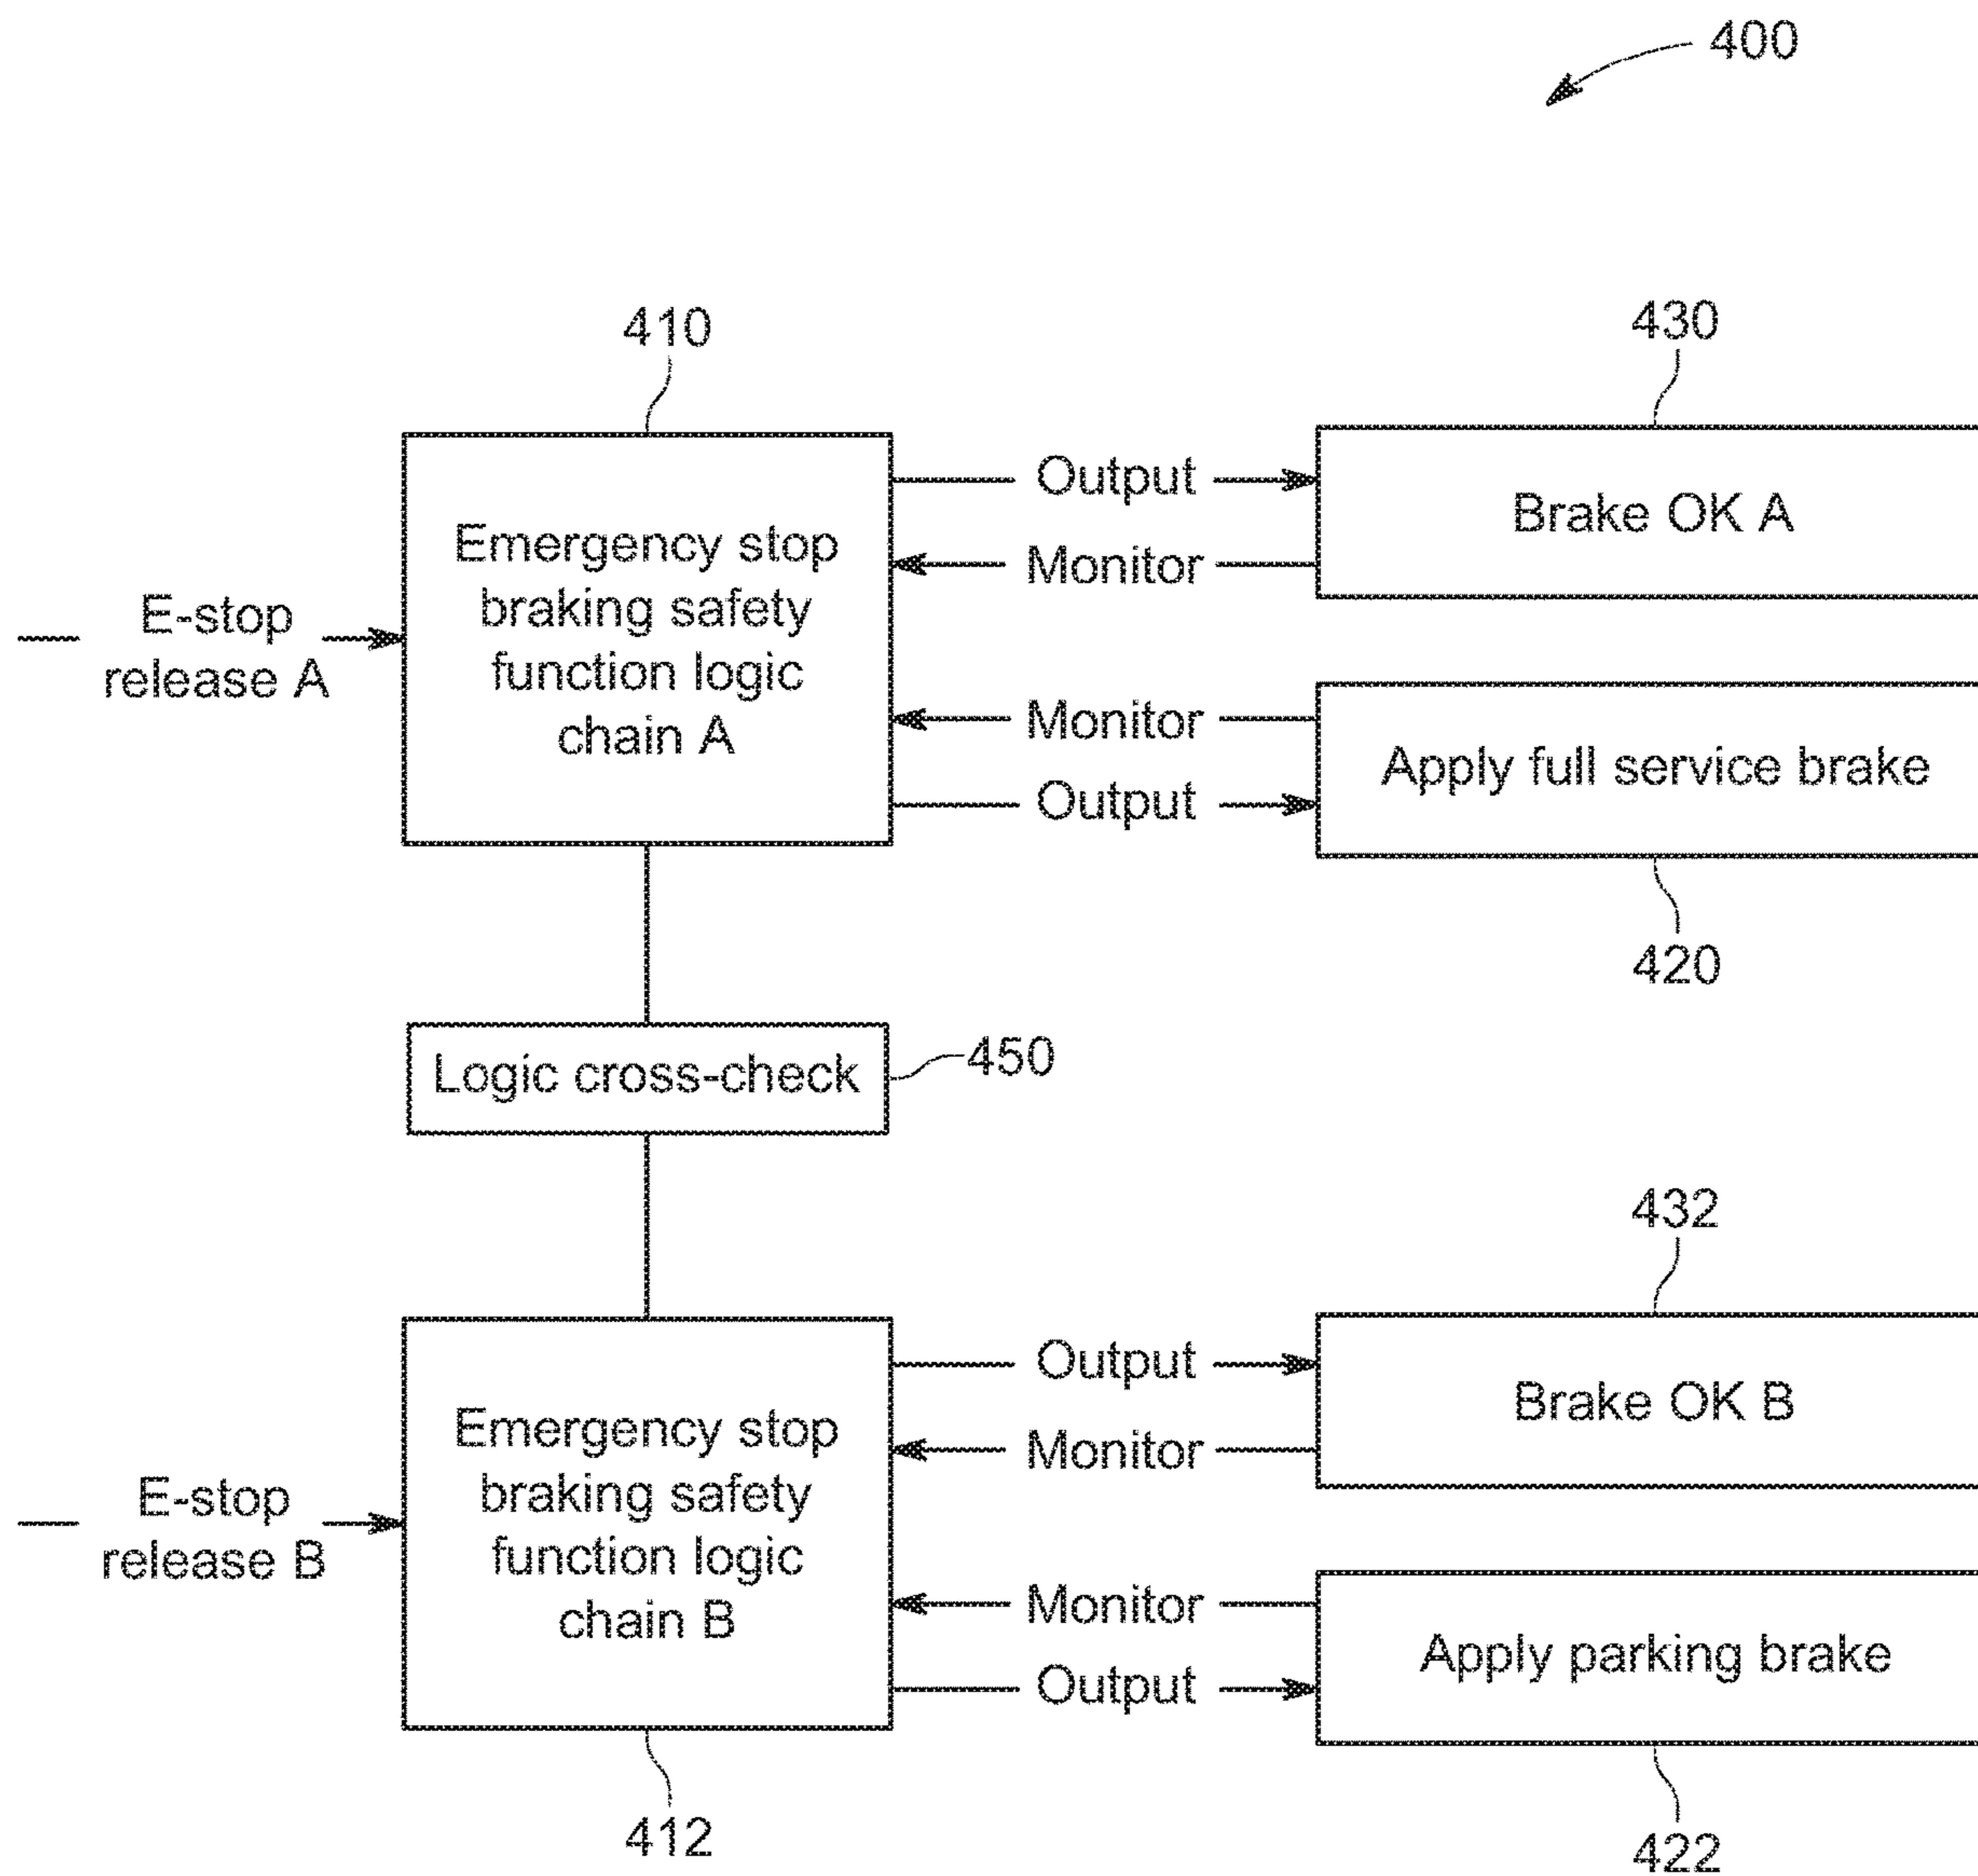 400
410
430
Output
Brake OK A
Monitor
Emergency stop
braking safety
function logic
chain A
E-stop
release A
Monitor
Apply full service brake
Output
420
Logic cross-check
450
432
Output
Brake OK B
Monitor
Emergency stop
braking safety
function logic
chain B
E-stop
release B
Monitor
Apply parking brake
Output
412
422